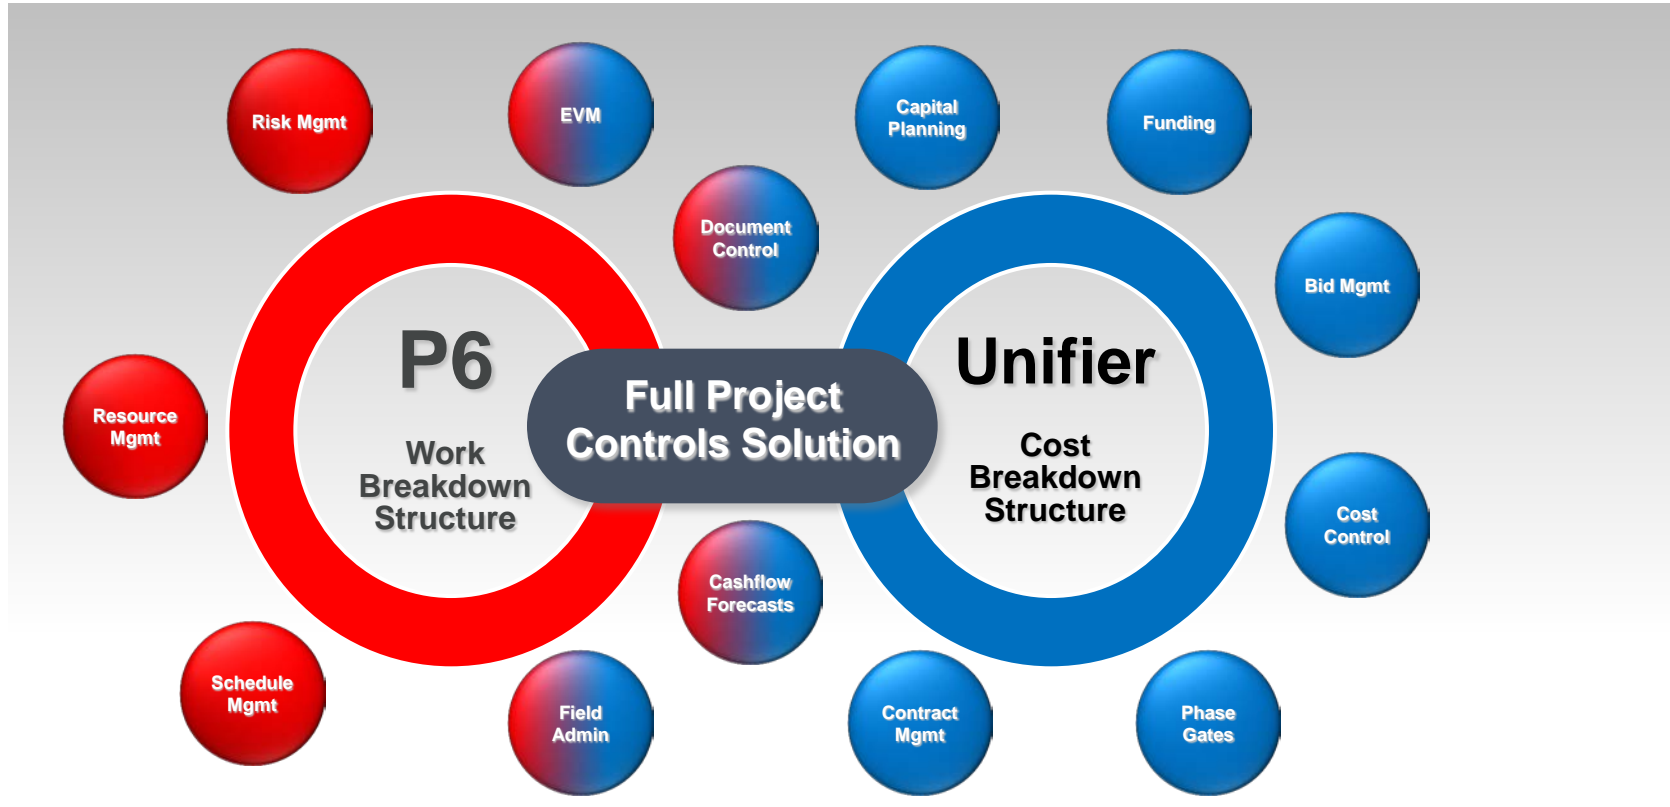 Risk Mgmt
EVM
Capital
Planning
Funding
Document
Control
Bid Mgmt
P6
Work
Breakdown
Structure
Full Project
Controls Solution
Unifier
Cost
Breakdown
Structure
Resource
Mgmt
Cost
Control
Cashflow
Forecasts
Schedule
Mgmt
Field
Admin
Contract
Mgmt
Phase
Gates